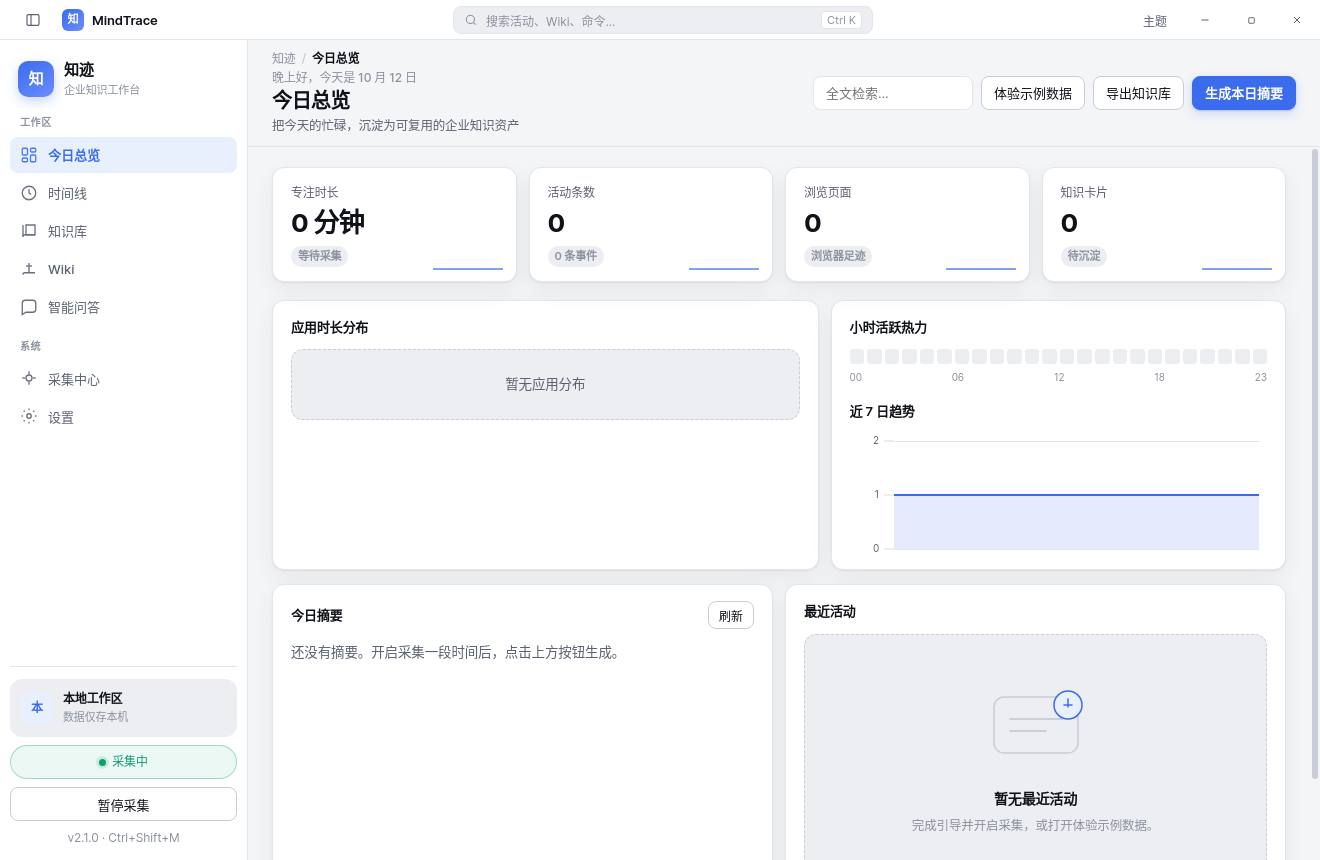 知 MindTrace
搜索活动、Wiki、命令... Ctrl K
主题
知 知迹
企业知识工作台
工作区
今日总览
时间线
知识库
Wiki
智能问答
系统
采集中心
设置
本 本地工作区
数据仅存本机
采集中
暂停采集
v2.1.0 · Ctrl+Shift+M
知迹 / 今日总览
晚上好，今天是 10 月 12 日
今日总览
把今天的忙碌，沉淀为可复用的企业知识资产
全文检索... 体验示例数据 导出知识库 生成本日摘要
专注时长
0 分钟
等待采集
活动条数
0
0 条事件
浏览页面
0
浏览器足迹
知识卡片
0
待沉淀
应用时长分布
暂无应用分布
小时活跃热力
00 06 12 18 23
近 7 日趋势
2
1
0
今日摘要 刷新
还没有摘要。开启采集一段时间后，点击上方按钮生成。
最近活动
暂无最近活动
完成引导并开启采集，或打开体验示例数据。